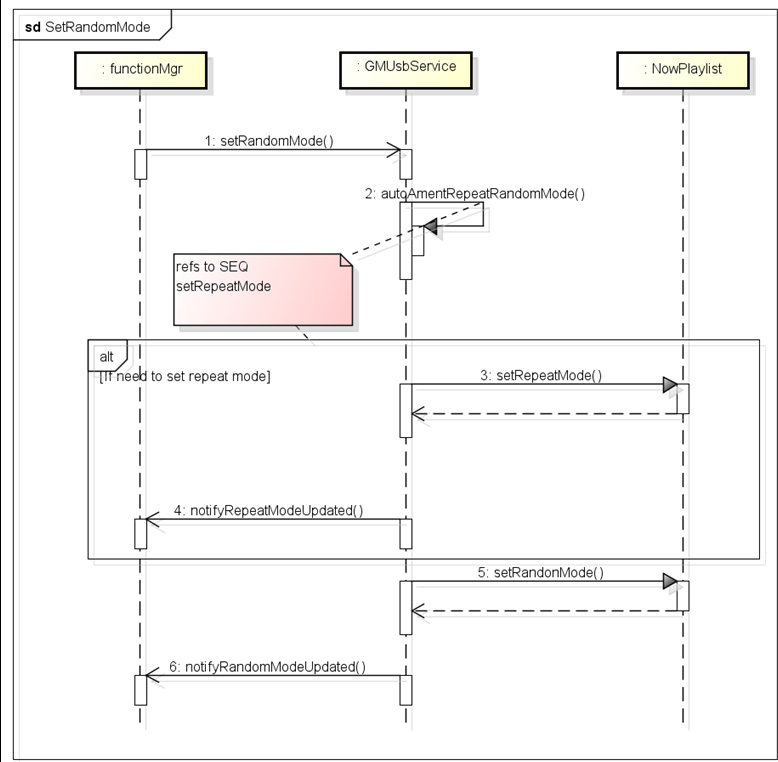 sd SetRandomMode
: functionMgr
: GMUsbService
: NowPlaylist
1: setRandomMode()
2: autoAmentRepeatRandomMode()
refs to SEQ
setRepeatMode
alt
[If need to set repeat mode]
3: setRepeatMode()
4: notifyRepeatModeUpdated()
5: setRandonMode()
6: notifyRandomModeUpdated()